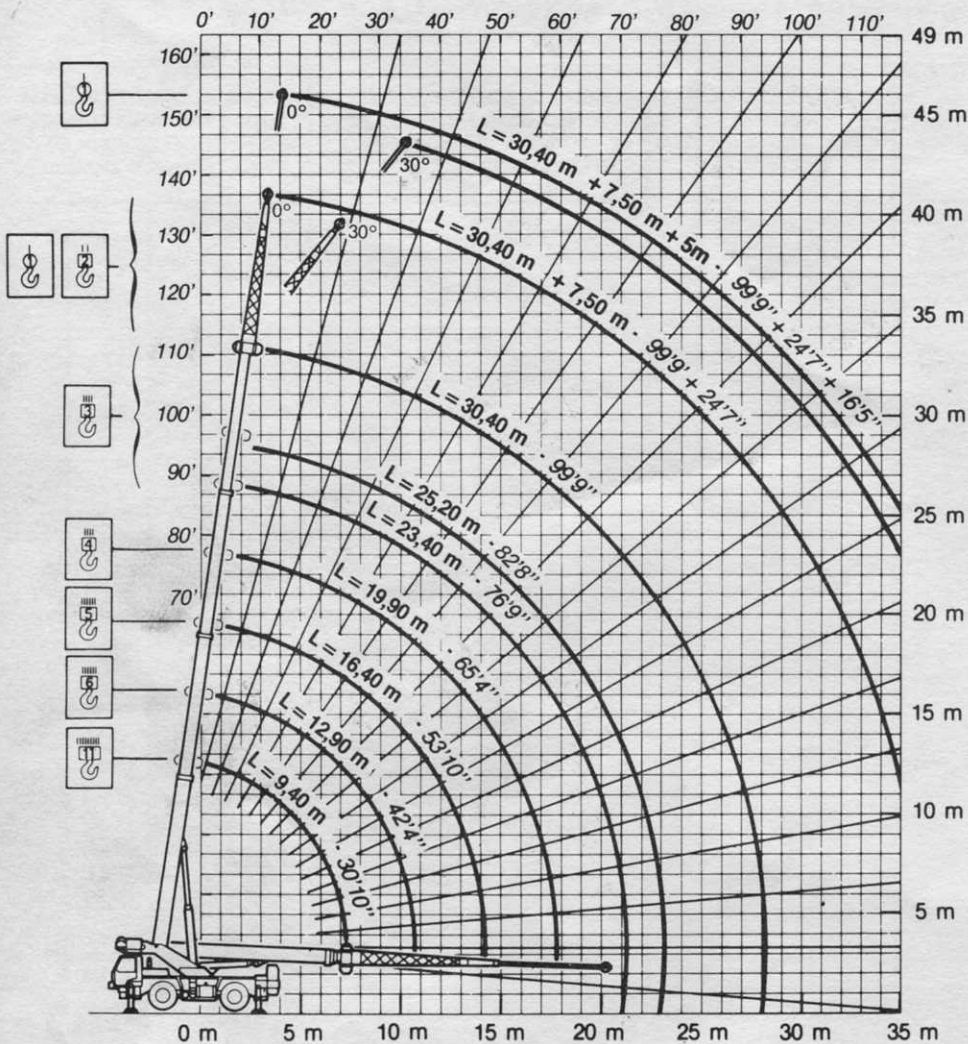 0' 10' 20' 30' 40' 50' 60' 70' 80' 90' 100' 110'
49 m
160'
1
0°
150'
45 m
L = 30,40 m + 7,50 m + 5m - 99'9'' + 24'7'' + 16'5''
30°
140'
40 m
0°
30°
130'
L = 30,40 m + 7,50 m - 99'9' + 24'7''
1 2
120'
35 m
110'
3
100'
30 m
L = 30,40 m - 99'9''
90'
L = 25,20 m - 82'8''
25 m
L = 23,40 m - 76'9''
4
80'
L = 19,90 m - 65'4''
5
70'
20 m
L = 16,40 m - 53'10''
6
L = 12,90 m - 42'4''
15 m
11
L = 9,40 m - 30'10''
10 m
5 m
0 m 5 m 10 m 15 m 20 m 25 m 30 m 35 m